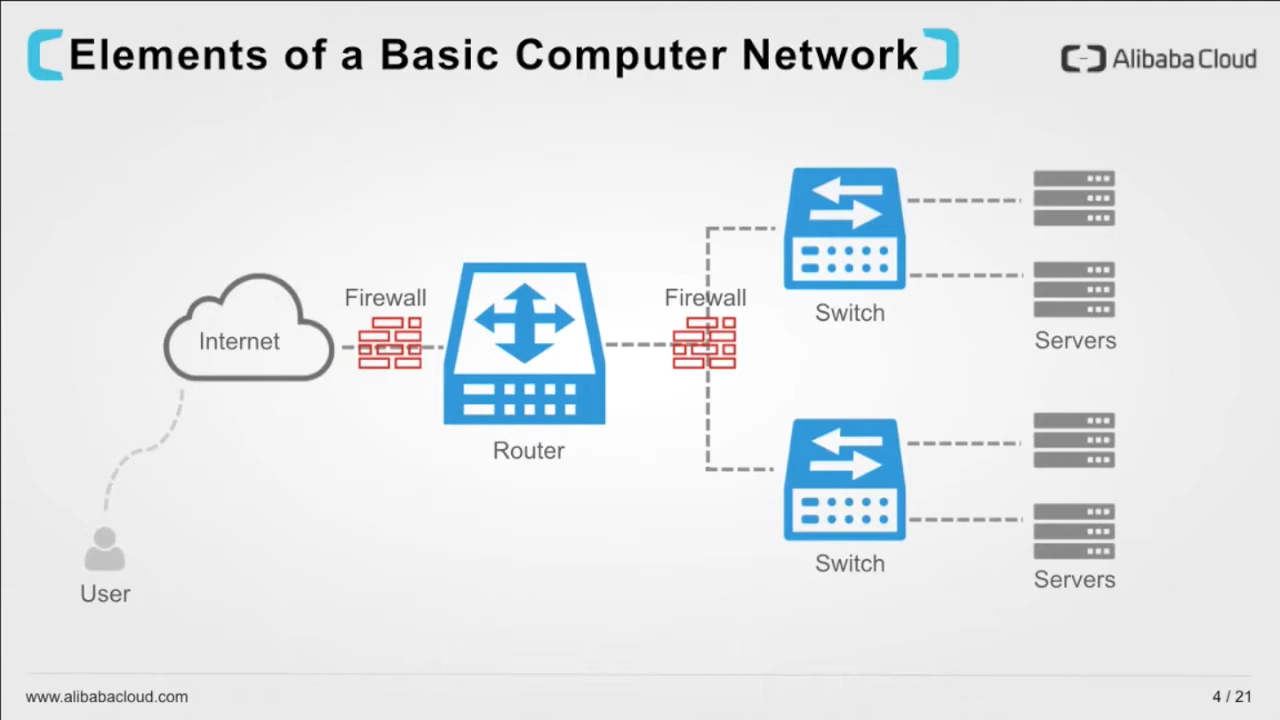 Elements of a Basic Computer Network
Alibaba Cloud
Internet
Firewall
Router
Firewall
Switch
Servers
Switch
Servers
User
www.alibabacloud.com
4 / 21